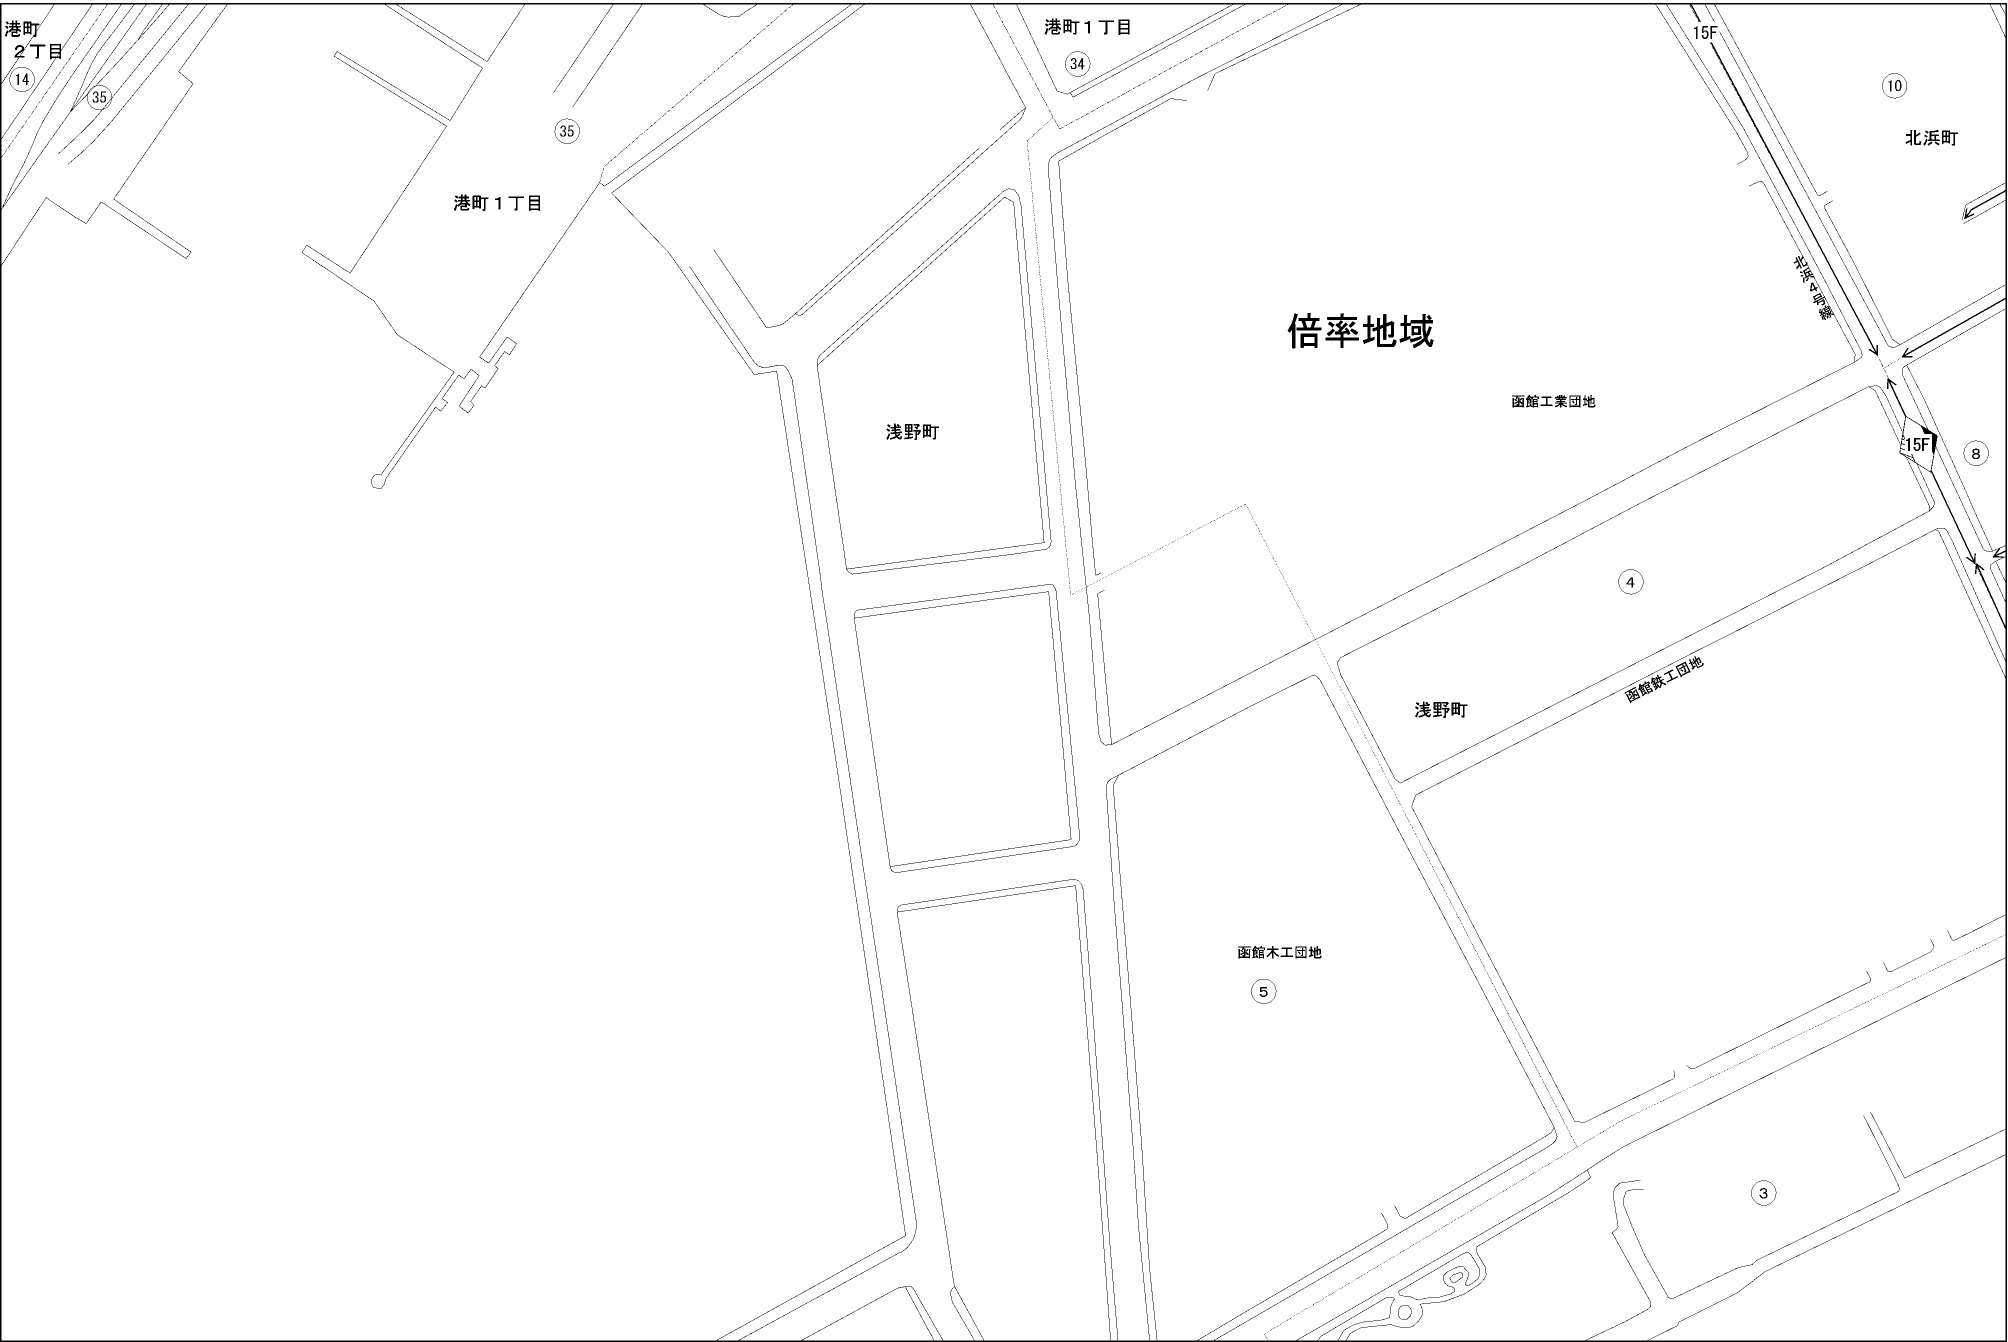 港町
２丁目
14
35
35
港町１丁目
港町１丁目
34
15F
10
北浜町
北浜4号線
倍率地域
函館工業団地
浅野町
15F
8
4
函館鉄工団地
浅野町
函館木工団地
5
3